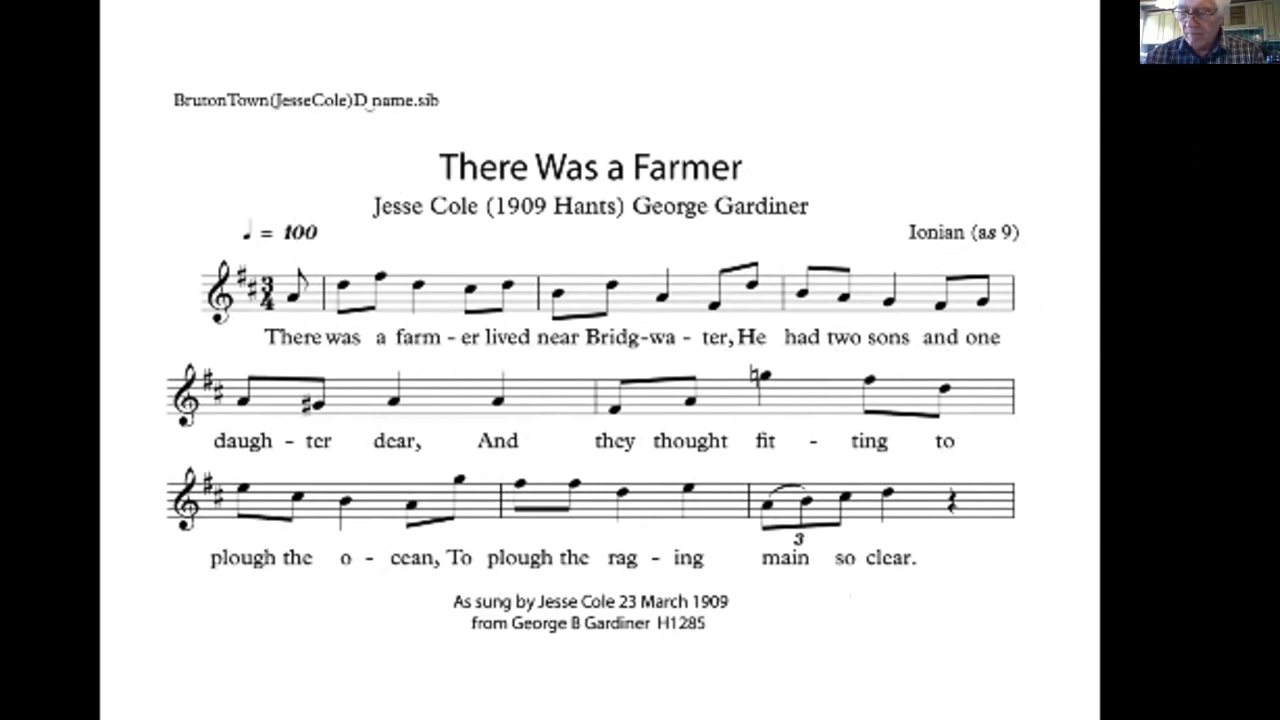 BrutonTown(JesseCole)D_name.sib
There Was a Farmer
Jesse Cole (1909 Hants) George Gardiner
♩ = 100
Ionian (as 9)
3
4
There was a farm - er lived near Bridg-wa - ter, He had two sons and one
daugh - ter dear, And they thought fit - ting to
plough the o - cean, To plough the rag - ing main so clear.
3
As sung by Jesse Cole 23 March 1909
from George B Gardiner H1285